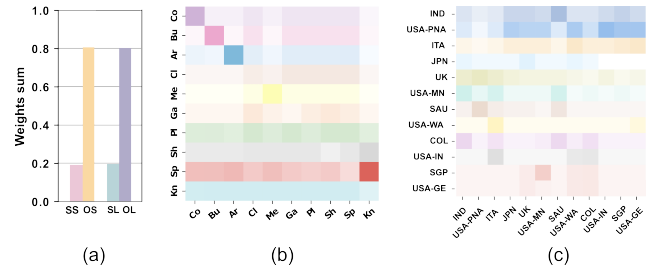 Weights sum
1.0
0.8
0.6
0.4
0.2
0.0
SS OS SL OL
(a)
Co
Bu
Ar
Cl
Me
Ga
Pl
Sh
Sp
Kn
Co Bu Ar Cl Me Ga Pl Sh Sp Kn
(b)
IND
USA-PNA
ITA
JPN
UK
USA-MN
SAU
USA-WA
COL
USA-IN
SGP
USA-GE
IND USA-PNA ITA JPN UK USA-MN SAU USA-WA COL USA-IN SGP USA-GE
(c)